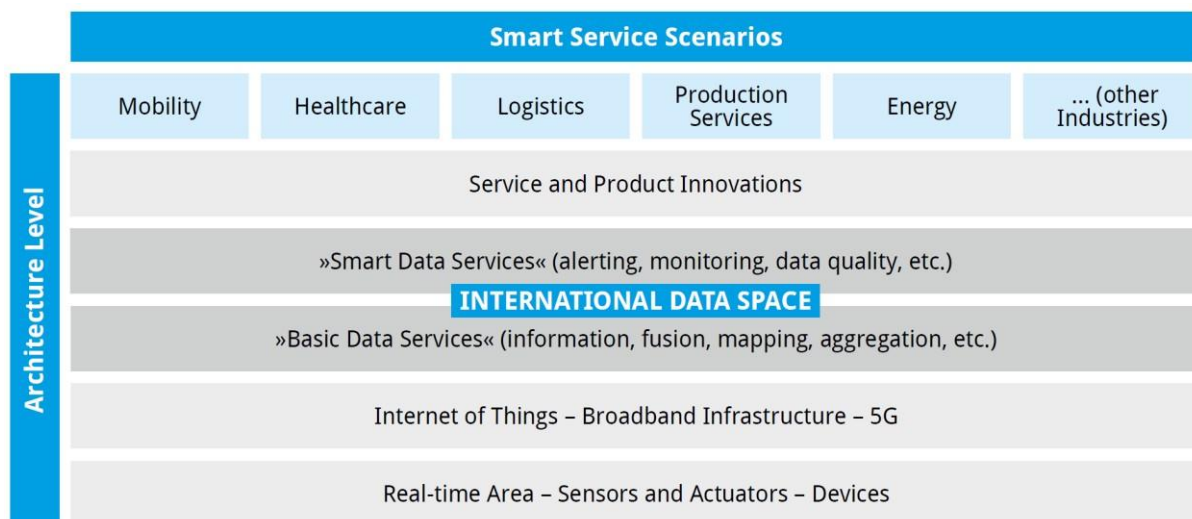 Smart Service Scenarios
Architecture Level
Mobility
Healthcare
Logistics
Production
Services
Energy
... (other
Industries)
Service and Product Innovations
»Smart Data Services« (alerting, monitoring, data quality, etc.)
INTERNATIONAL DATA SPACE
»Basic Data Services« (information, fusion, mapping, aggregation, etc.)
Internet of Things – Broadband Infrastructure – 5G
Real-time Area – Sensors and Actuators – Devices